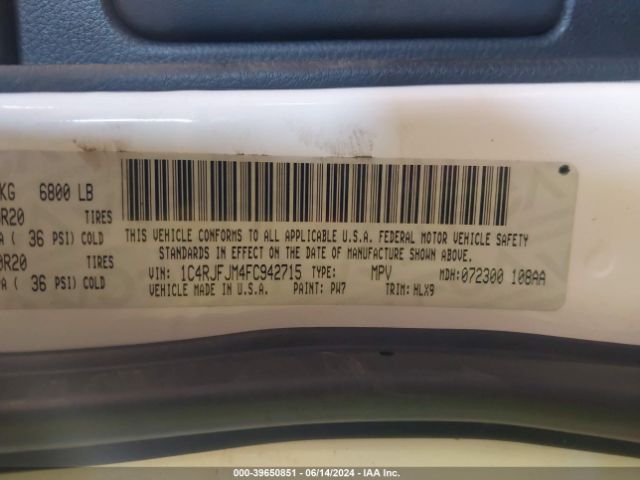 KG 6800 LB
R20 TIRES
A ( 36 PSI) COLD
0R20 TIRES
PA ( 36 PSI) COLD
THIS VEHICLE CONFORMS TO ALL APPLICABLE U.S.A. FEDERAL MOTOR VEHICLE SAFETY
STANDARDS IN EFFECT ON THE DATE OF MANUFACTURE SHOWN ABOVE.
VIN: 1C4RJFJM4FC942715 TYPE: MPV MDH: 072300 108AA
VEHICLE MADE IN U.S.A. PAINT: PW7 TRIM: HLX9
000-39650851 - 06/14/2024 - IAA Inc.